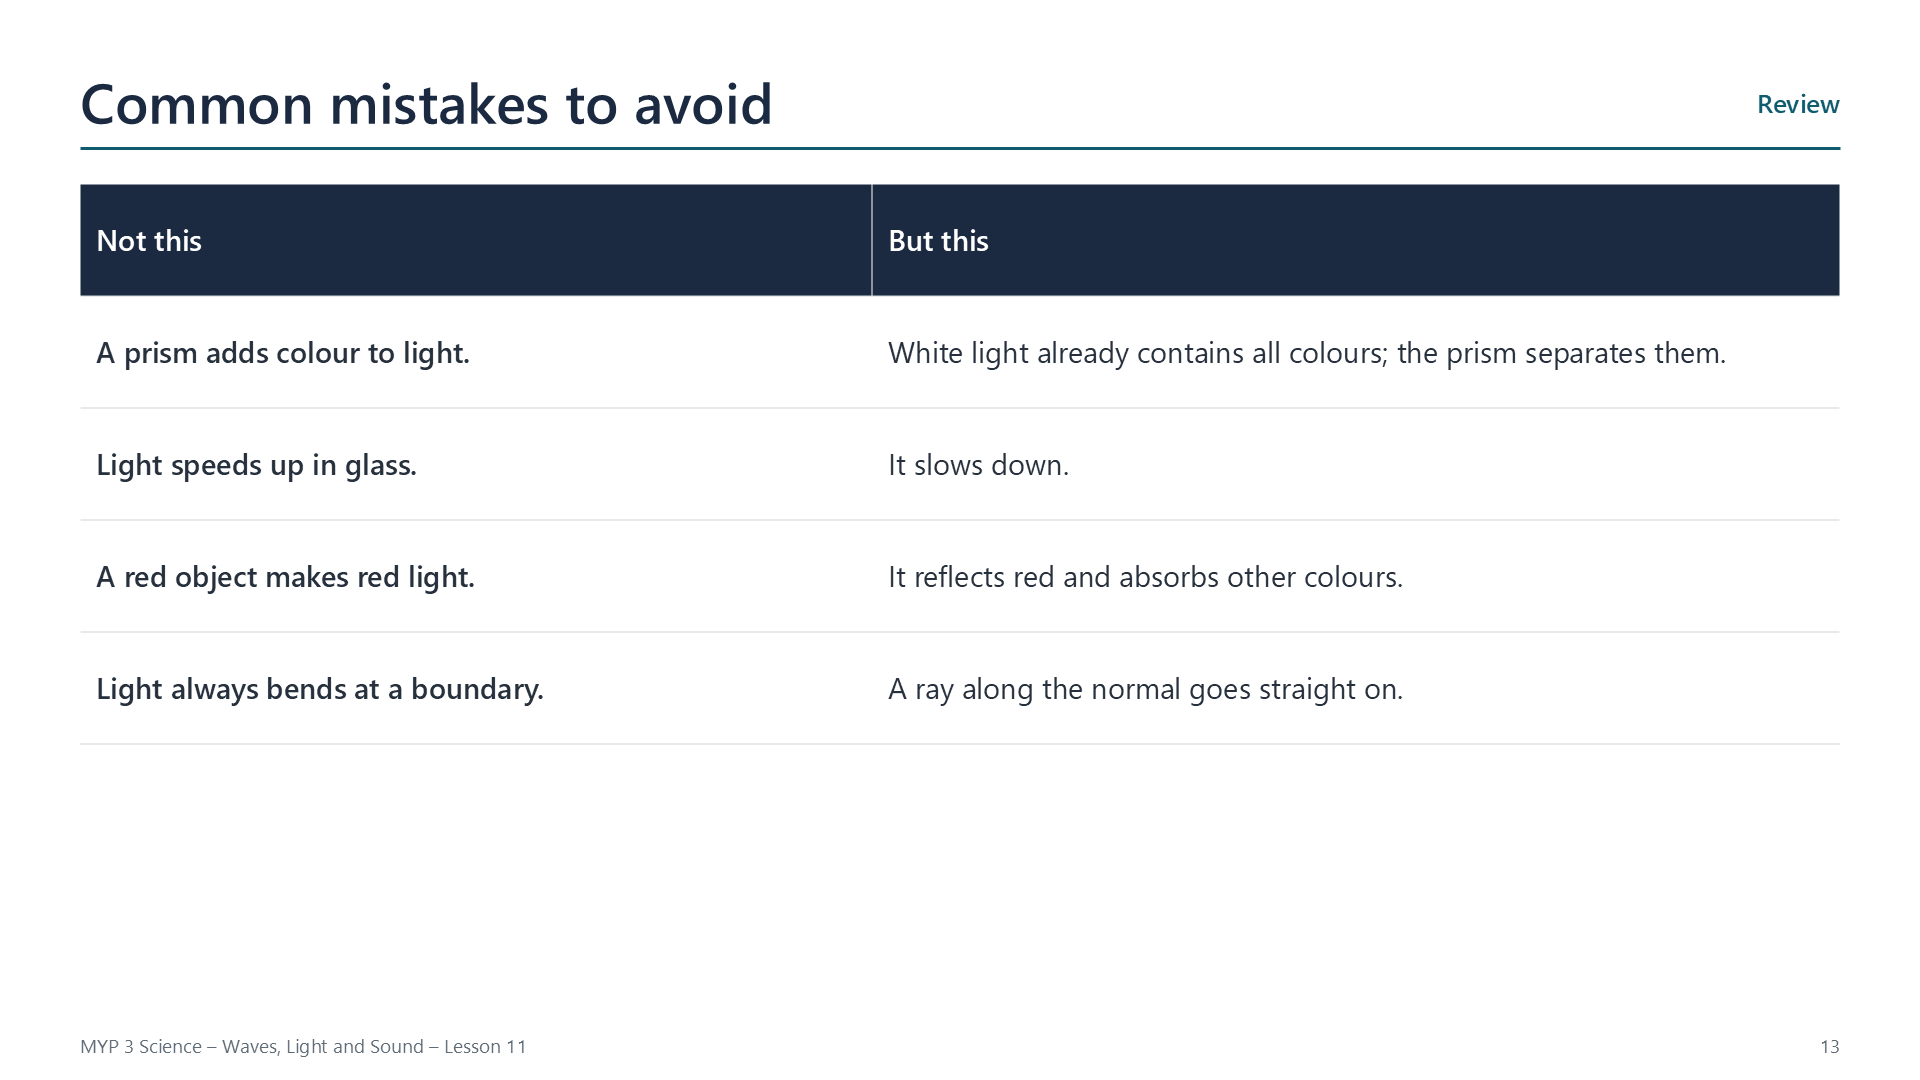 Common mistakes to avoid
Review
Not this
But this
A prism adds colour to light.
White light already contains all colours; the prism separates them.
Light speeds up in glass.
It slows down.
A red object makes red light.
It reflects red and absorbs other colours.
Light always bends at a boundary.
A ray along the normal goes straight on.
MYP 3 Science – Waves, Light and Sound – Lesson 11
13